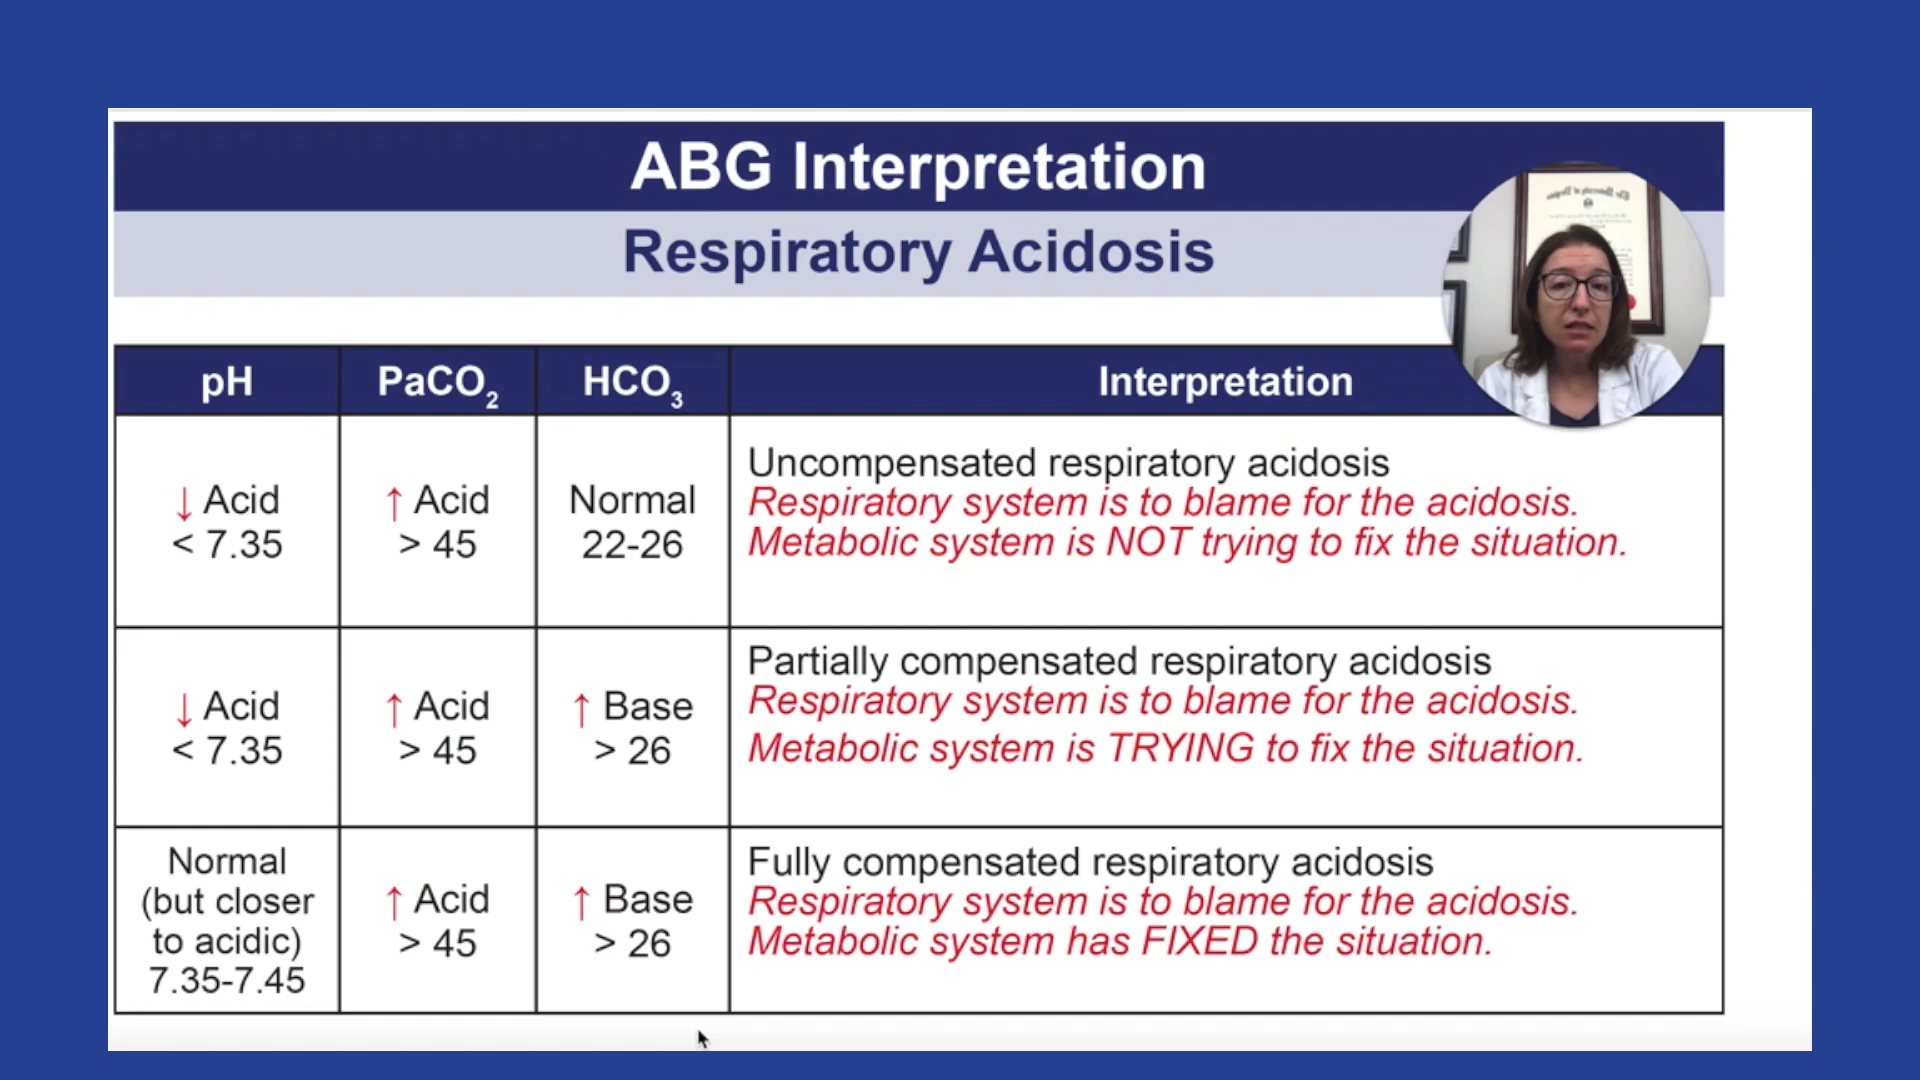 ABG Interpretation
Respiratory Acidosis
pH PaCO₂ HCO₃ Interpretation
↓ Acid
< 7.35
↑ Acid
> 45
Normal
22-26
Uncompensated respiratory acidosis
Respiratory system is to blame for the acidosis.
Metabolic system is NOT trying to fix the situation.
↓ Acid
< 7.35
↑ Acid
> 45
↑ Base
> 26
Partially compensated respiratory acidosis
Respiratory system is to blame for the acidosis.
Metabolic system is TRYING to fix the situation.
Normal
(but closer
to acidic)
7.35-7.45
↑ Acid
> 45
↑ Base
> 26
Fully compensated respiratory acidosis
Respiratory system is to blame for the acidosis.
Metabolic system has FIXED the situation.